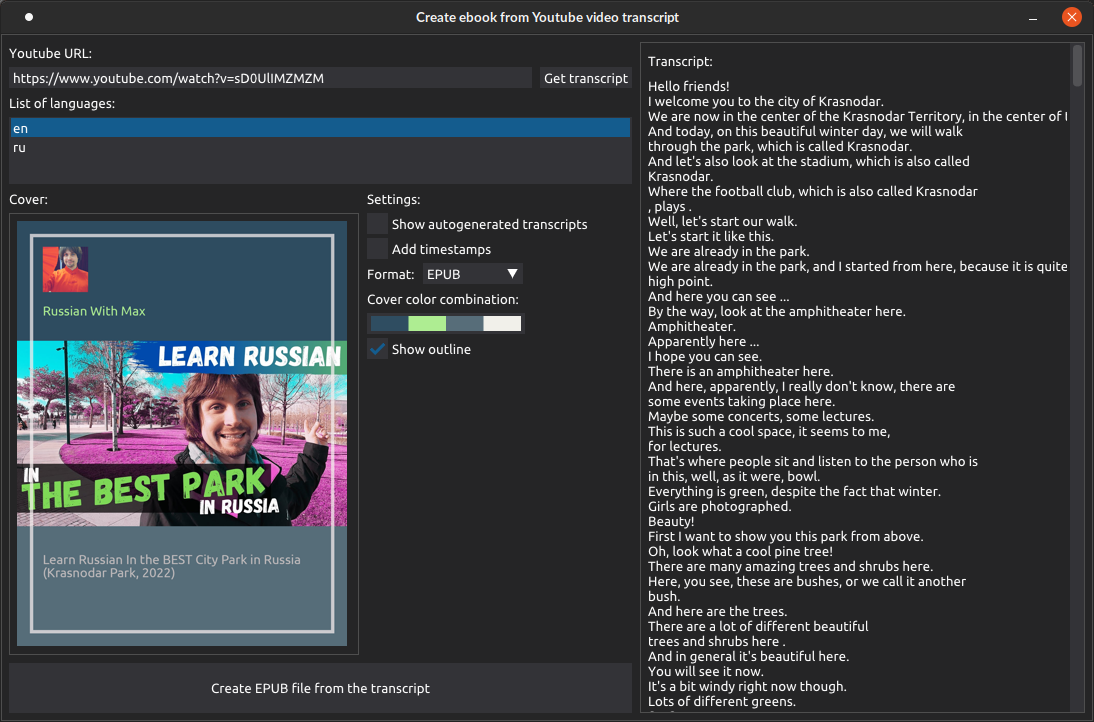 Create ebook from Youtube video transcript
Youtube URL:
https://www.youtube.com/watch?v=sD0UlIMZMZM
Get transcript
List of languages:
en
ru
Cover:
Russian With Max
LEARN RUSSIAN
IN
THE BEST PARK
IN RUSSIA
Learn Russian In the BEST City Park in Russia
(Krasnodar Park, 2022)
Settings:
Show autogenerated transcripts
Add timestamps
Format: EPUB
Cover color combination:
Show outline
Create EPUB file from the transcript
Transcript:
Hello friends!
I welcome you to the city of Krasnodar.
We are now in the center of the Krasnodar Territory, in the center of
And today, on this beautiful winter day, we will walk
through the park, which is called Krasnodar.
And let's also look at the stadium, which is also called
Krasnodar.
Where the football club, which is also called Krasnodar
, plays .
Well, let's start our walk.
Let's start it like this.
We are already in the park.
We are already in the park, and I started from here, because it is quite
high point.
And here you can see ...
By the way, look at the amphitheater here.
Amphitheater.
Apparently here ...
I hope you can see.
There is an amphitheater here.
And here, apparently, I really don't know, there are
some events taking place here.
Maybe some concerts, some lectures.
This is such a cool space, it seems to me,
for lectures.
That's where people sit and listen to the person who is
in this, well, as it were, bowl.
Everything is green, despite the fact that winter.
Girls are photographed.
Beauty!
First I want to show you this park from above.
Oh, look what a cool pine tree!
There are many amazing trees and shrubs here.
Here, you see, these are bushes, or we call it another
bush.
And here are the trees.
There are a lot of different beautiful
trees and shrubs here .
And in general it's beautiful here.
You will see it now.
It's a bit windy right now though.
Lots of different greens.